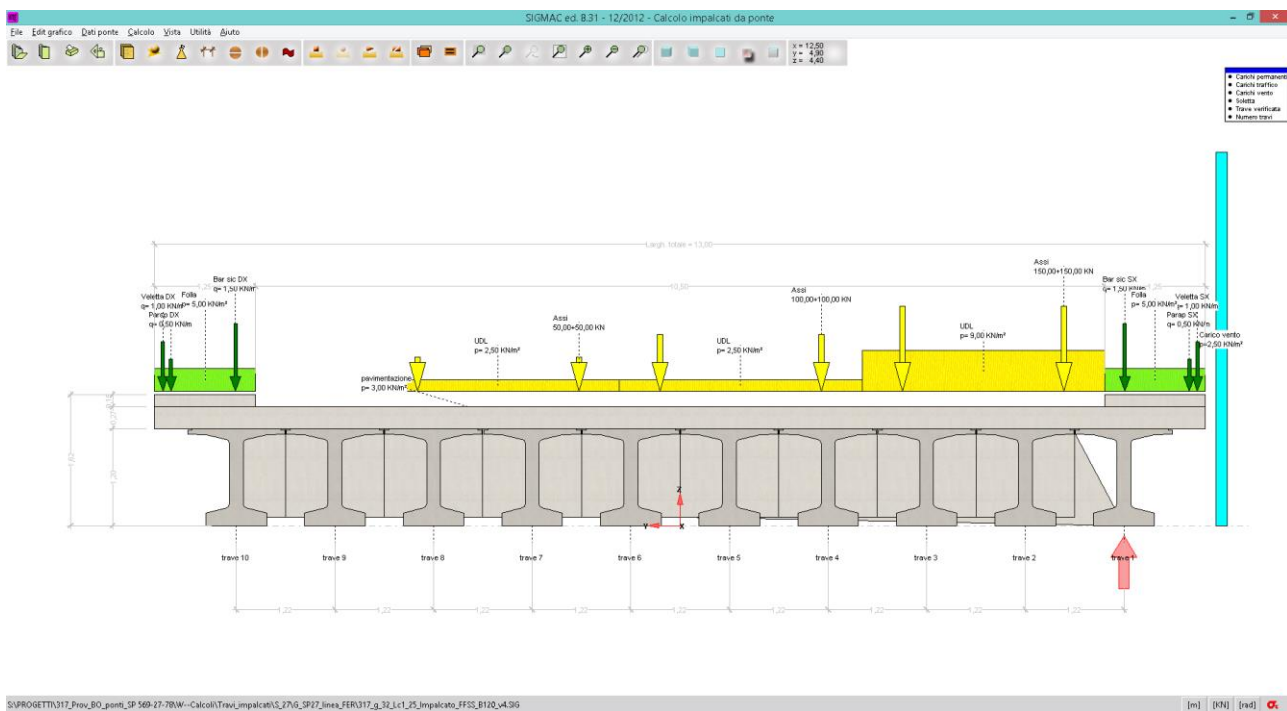 SIGMAC ed. 8.31 - 12/2012 - Calcolo impalcati da ponte
File Edit grafico Dati ponte Calcolo Vista Utilità Aiuto
x = 12,50
y = 4,90
z = 4,40
Carichi permanenti
Carichi traffico
Carichi vento
Soletta
Trave verificata
Numero travi
Largh. totale = 13,00
1,25
10,50
1,25
Bar sic DX
q= 1,50 KN/m
Folla
p= 5,00 KN/m²
Veletta DX
q= 1,00 KN/m
Parap DX
q= 0,50 KN/m
Assi
50,00+50,00 KN
UDL
p= 2,50 KN/m²
pavimentazione
p= 3,00 KN/m²
UDL
p= 2,50 KN/m²
Assi
100,00+100,00 KN
UDL
p= 9,00 KN/m²
Assi
150,00+150,00 KN
Bar sic SX
q= 1,50 KN/m
Folla
p= 5,00 KN/m²
Veletta SX
q= 1,00 KN/m
Parap SX
q= 0,50 KN/m
Carico vento
p=2,50 KN/m²
0,27
1,20
Z
Y
X
trave 10
trave 9
trave 8
trave 7
trave 6
trave 5
trave 4
trave 3
trave 2
trave 1
1,22
1,22
1,22
1,22
1,22
1,22
1,22
1,22
1,22
S:\PROGETTI\317_Prov_BO_ponti_SP 569-27-78\W--Calcoli\Travi_impalcati\S_27\G_SP27_linea_FER\317_g_32_Lc1_25_Impalcato_FFSS_B120_v4.SIG
[m] [KN] [rad]